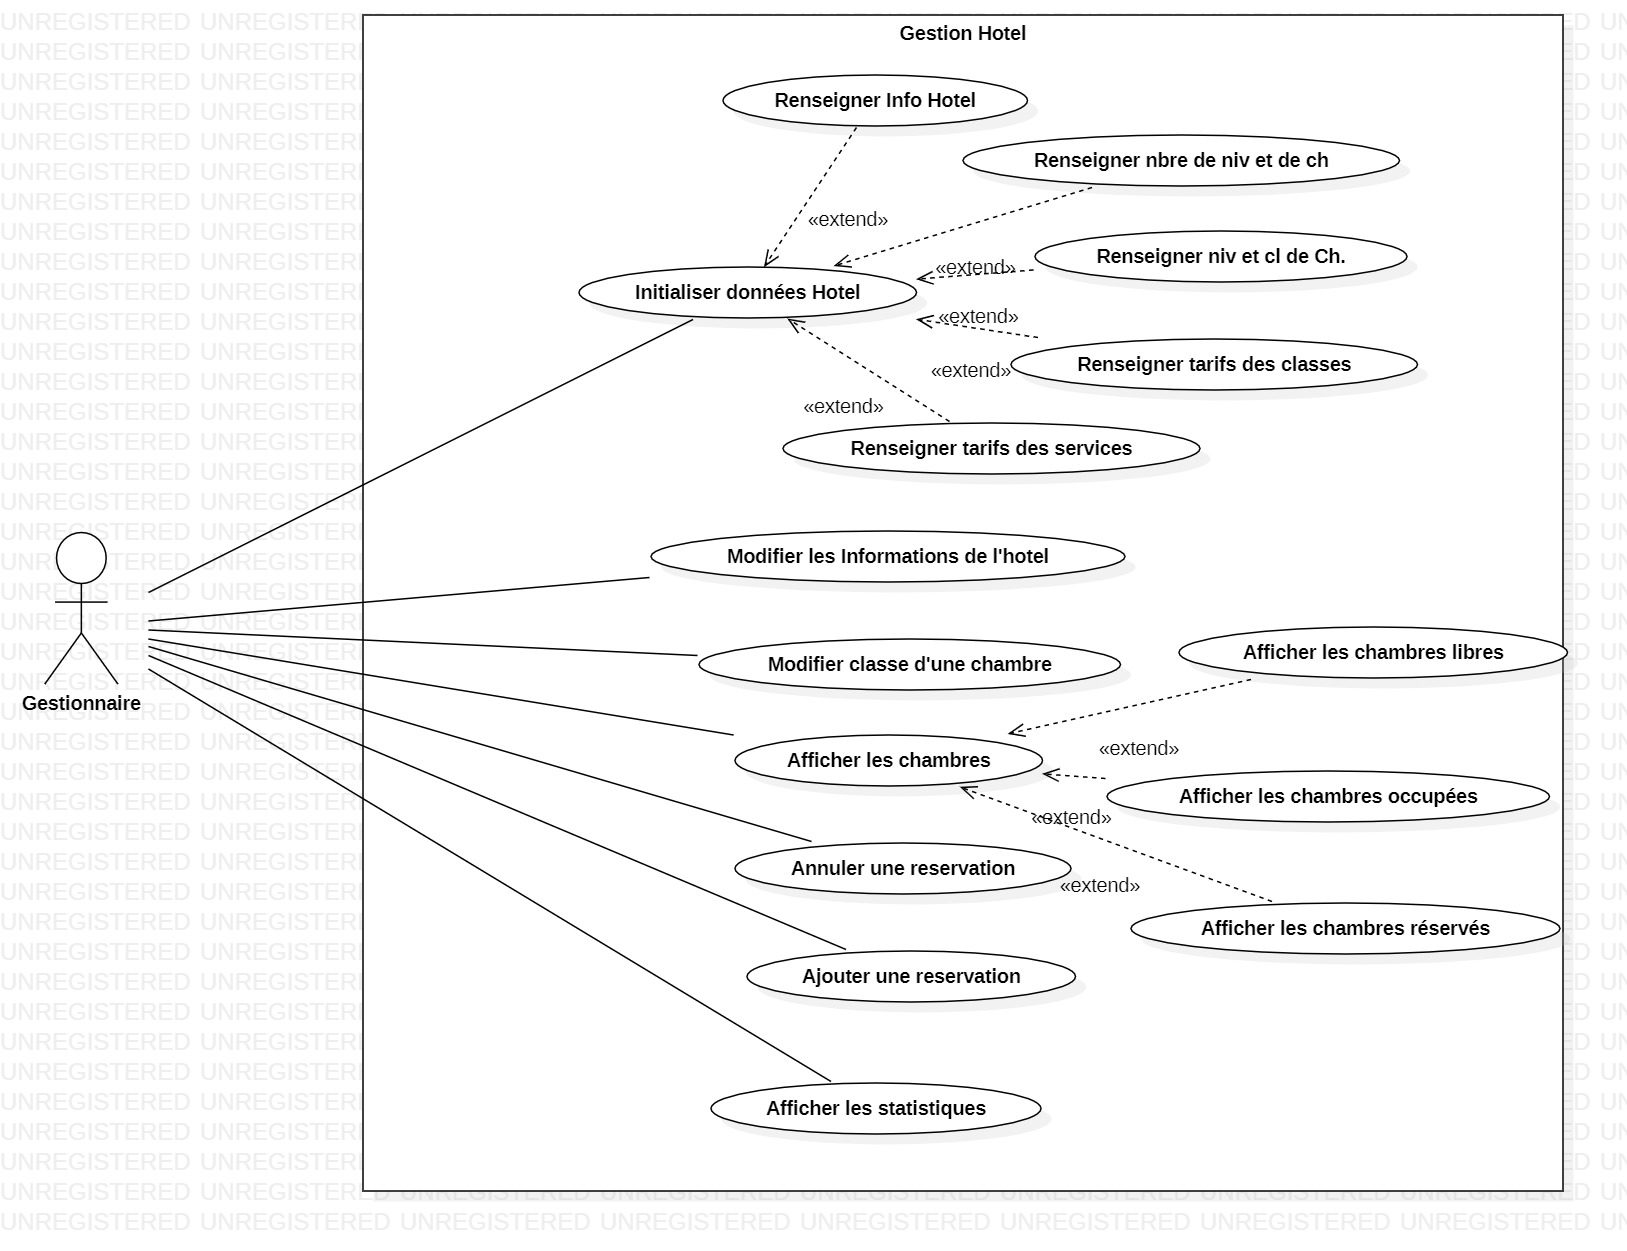 Gestion Hotel
Renseigner Info Hotel
Renseigner nbre de niv et de ch
«extend»
Renseigner niv et cl de Ch.
«extend»
Initialiser données Hotel
«extend»
Renseigner tarifs des classes
«extend»
«extend»
Renseigner tarifs des services
Modifier les Informations de l'hotel
Afficher les chambres libres
Modifier classe d'une chambre
Gestionnaire
«extend»
Afficher les chambres
Afficher les chambres occupées
«extend»
Annuler une reservation
«extend»
Afficher les chambres réservés
Ajouter une reservation
Afficher les statistiques
UNREGISTERED UNREGISTERED UNREGISTERED UNREGISTERED UNREGISTERED UNREGISTERED UNREGISTERED UNREGISTERED UN